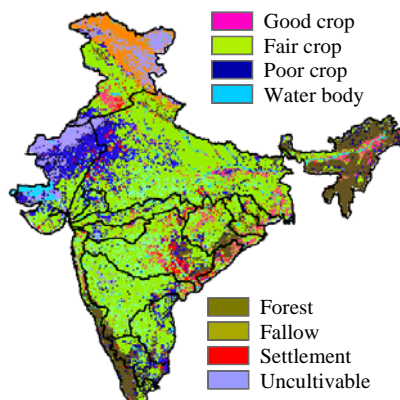 Good crop
Fair crop
Poor crop
Water body
Forest
Fallow
Settlement
Uncultivable